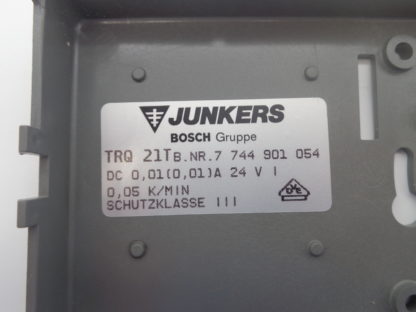 JUNKERS
BOSCH Gruppe
TRQ 21T B.NR.7 744 901 054
DC 0,01(0,01)A 24 V I
0,05 K/MIN
SCHUTZKLASSE III